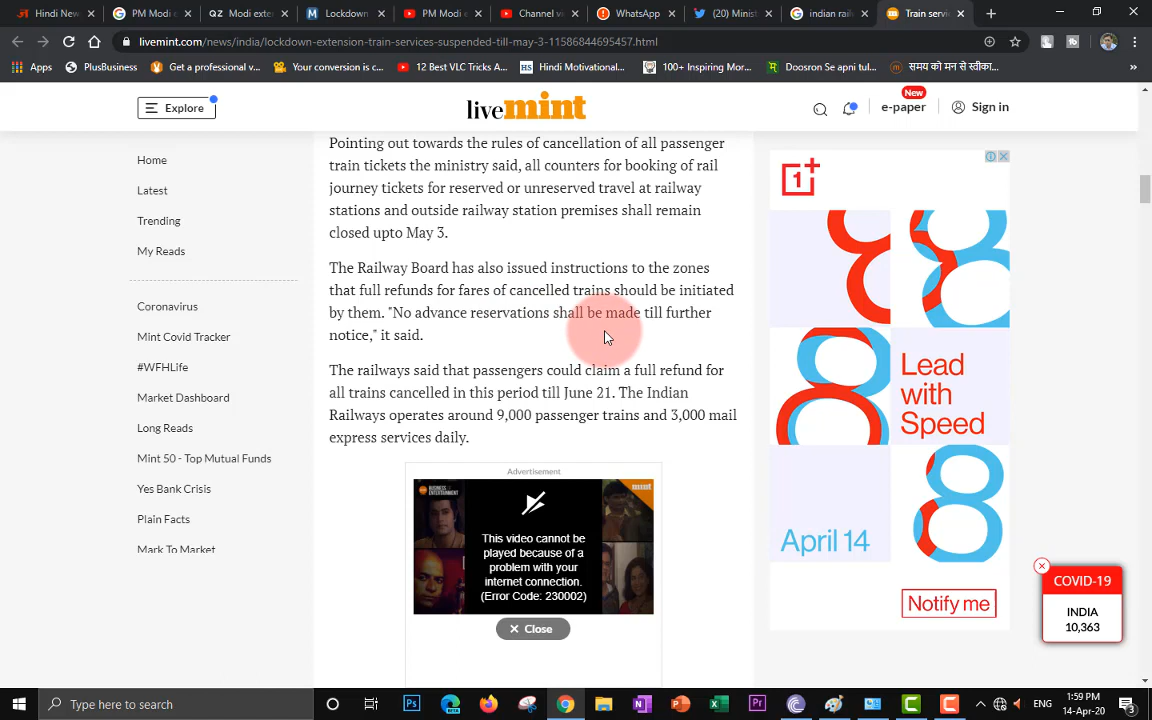 Hindi New
PM Modi e
Modi exte
Lockdown
PM Modi e
Channel v
WhatsApp
(20) Minist
indian rail
Train servi
livemint.com/news/india/lockdown-extension-train-services-suspended-till-may-3-11586844695457.html
Apps
PlusBusiness
Get a professional v...
Your conversion is c...
12 Best VLC Tricks A...
HS Hindi Motivational...
100+ Inspiring Mor...
Doosron Se apni tul...
समय को मन से स्वीका...
»
Explore
livemint
New
e-paper
Sign in
Home
Latest
Trending
My Reads
Coronavirus
Mint Covid Tracker
#WFHLife
Market Dashboard
Long Reads
Mint 50 - Top Mutual Funds
Yes Bank Crisis
Plain Facts
Mark To Market
Pointing out towards the rules of cancellation of all passenger
train tickets the ministry said, all counters for booking of rail
journey tickets for reserved or unreserved travel at railway
stations and outside railway station premises shall remain
closed upto May 3.
The Railway Board has also issued instructions to the zones
that full refunds for fares of cancelled trains should be initiated
by them. "No advance reservations shall be made till further
notice," it said.
The railways said that passengers could claim a full refund for
all trains cancelled in this period till June 21. The Indian
Railways operates around 9,000 passenger trains and 3,000 mail
express services daily.
Advertisement
mint
This video cannot be
played because of a
problem with your
internet connection.
(Error Code: 230002)
Close
1+
8
Lead
with
Speed
April 14
Notify me
COVID-19
INDIA
10,363
Type here to search
Ps
Pr
ENG
1:59 PM
14-Apr-20
3